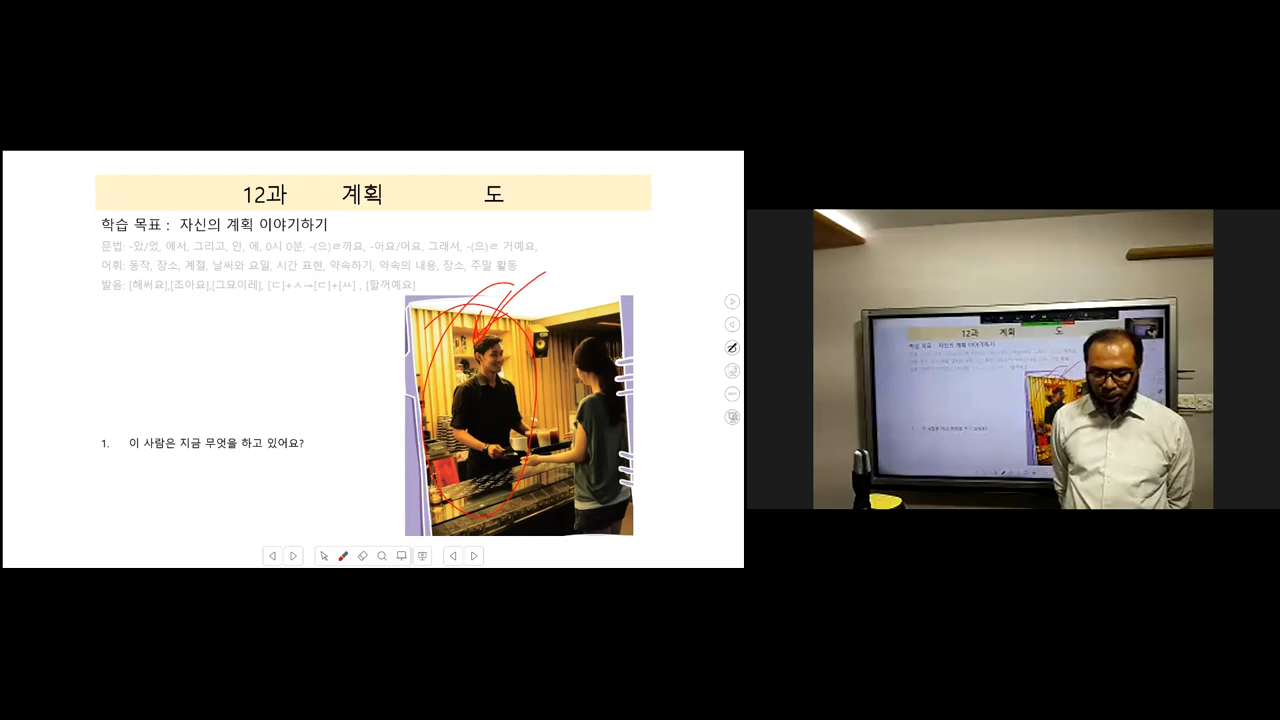 12과 계획 도
학습 목표 : 자신의 계획 이야기하기
문법: -았/었, 에서, 그리고, 안, 에, 0시 0분, -(으)ㄹ까요, -아요/어요, 그래서, -(으)ㄹ 거예요,
어휘: 동작, 장소, 계절, 날씨와 요일, 시간 표현, 약속하기, 약속의 내용, 장소, 주말 활동
발음: [해써요],[조아요],[그묘이레], [ㄷ]+ㅅ→[ㄷ]+[ㅆ] , [할꺼예요]
1. 이 사람은 지금 무엇을 하고 있어요?
12과 계획 도
학습 목표 : 자신의 계획 이야기하기